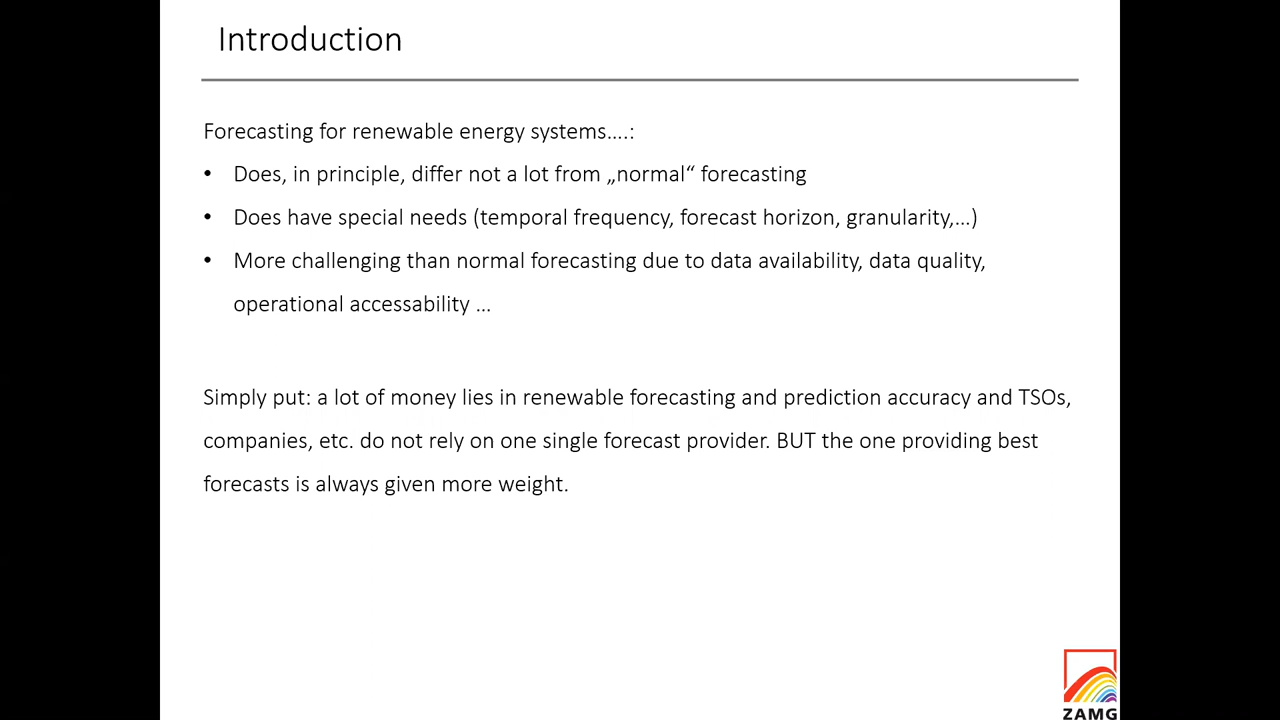 Introduction
Forecasting for renewable energy systems....:
• Does, in principle, differ not a lot from „normal“ forecasting
• Does have special needs (temporal frequency, forecast horizon, granularity,...)
• More challenging than normal forecasting due to data availability, data quality,
operational accessability ...
Simply put: a lot of money lies in renewable forecasting and prediction accuracy and TSOs,
companies, etc. do not rely on one single forecast provider. BUT the one providing best
forecasts is always given more weight.
ZAMG